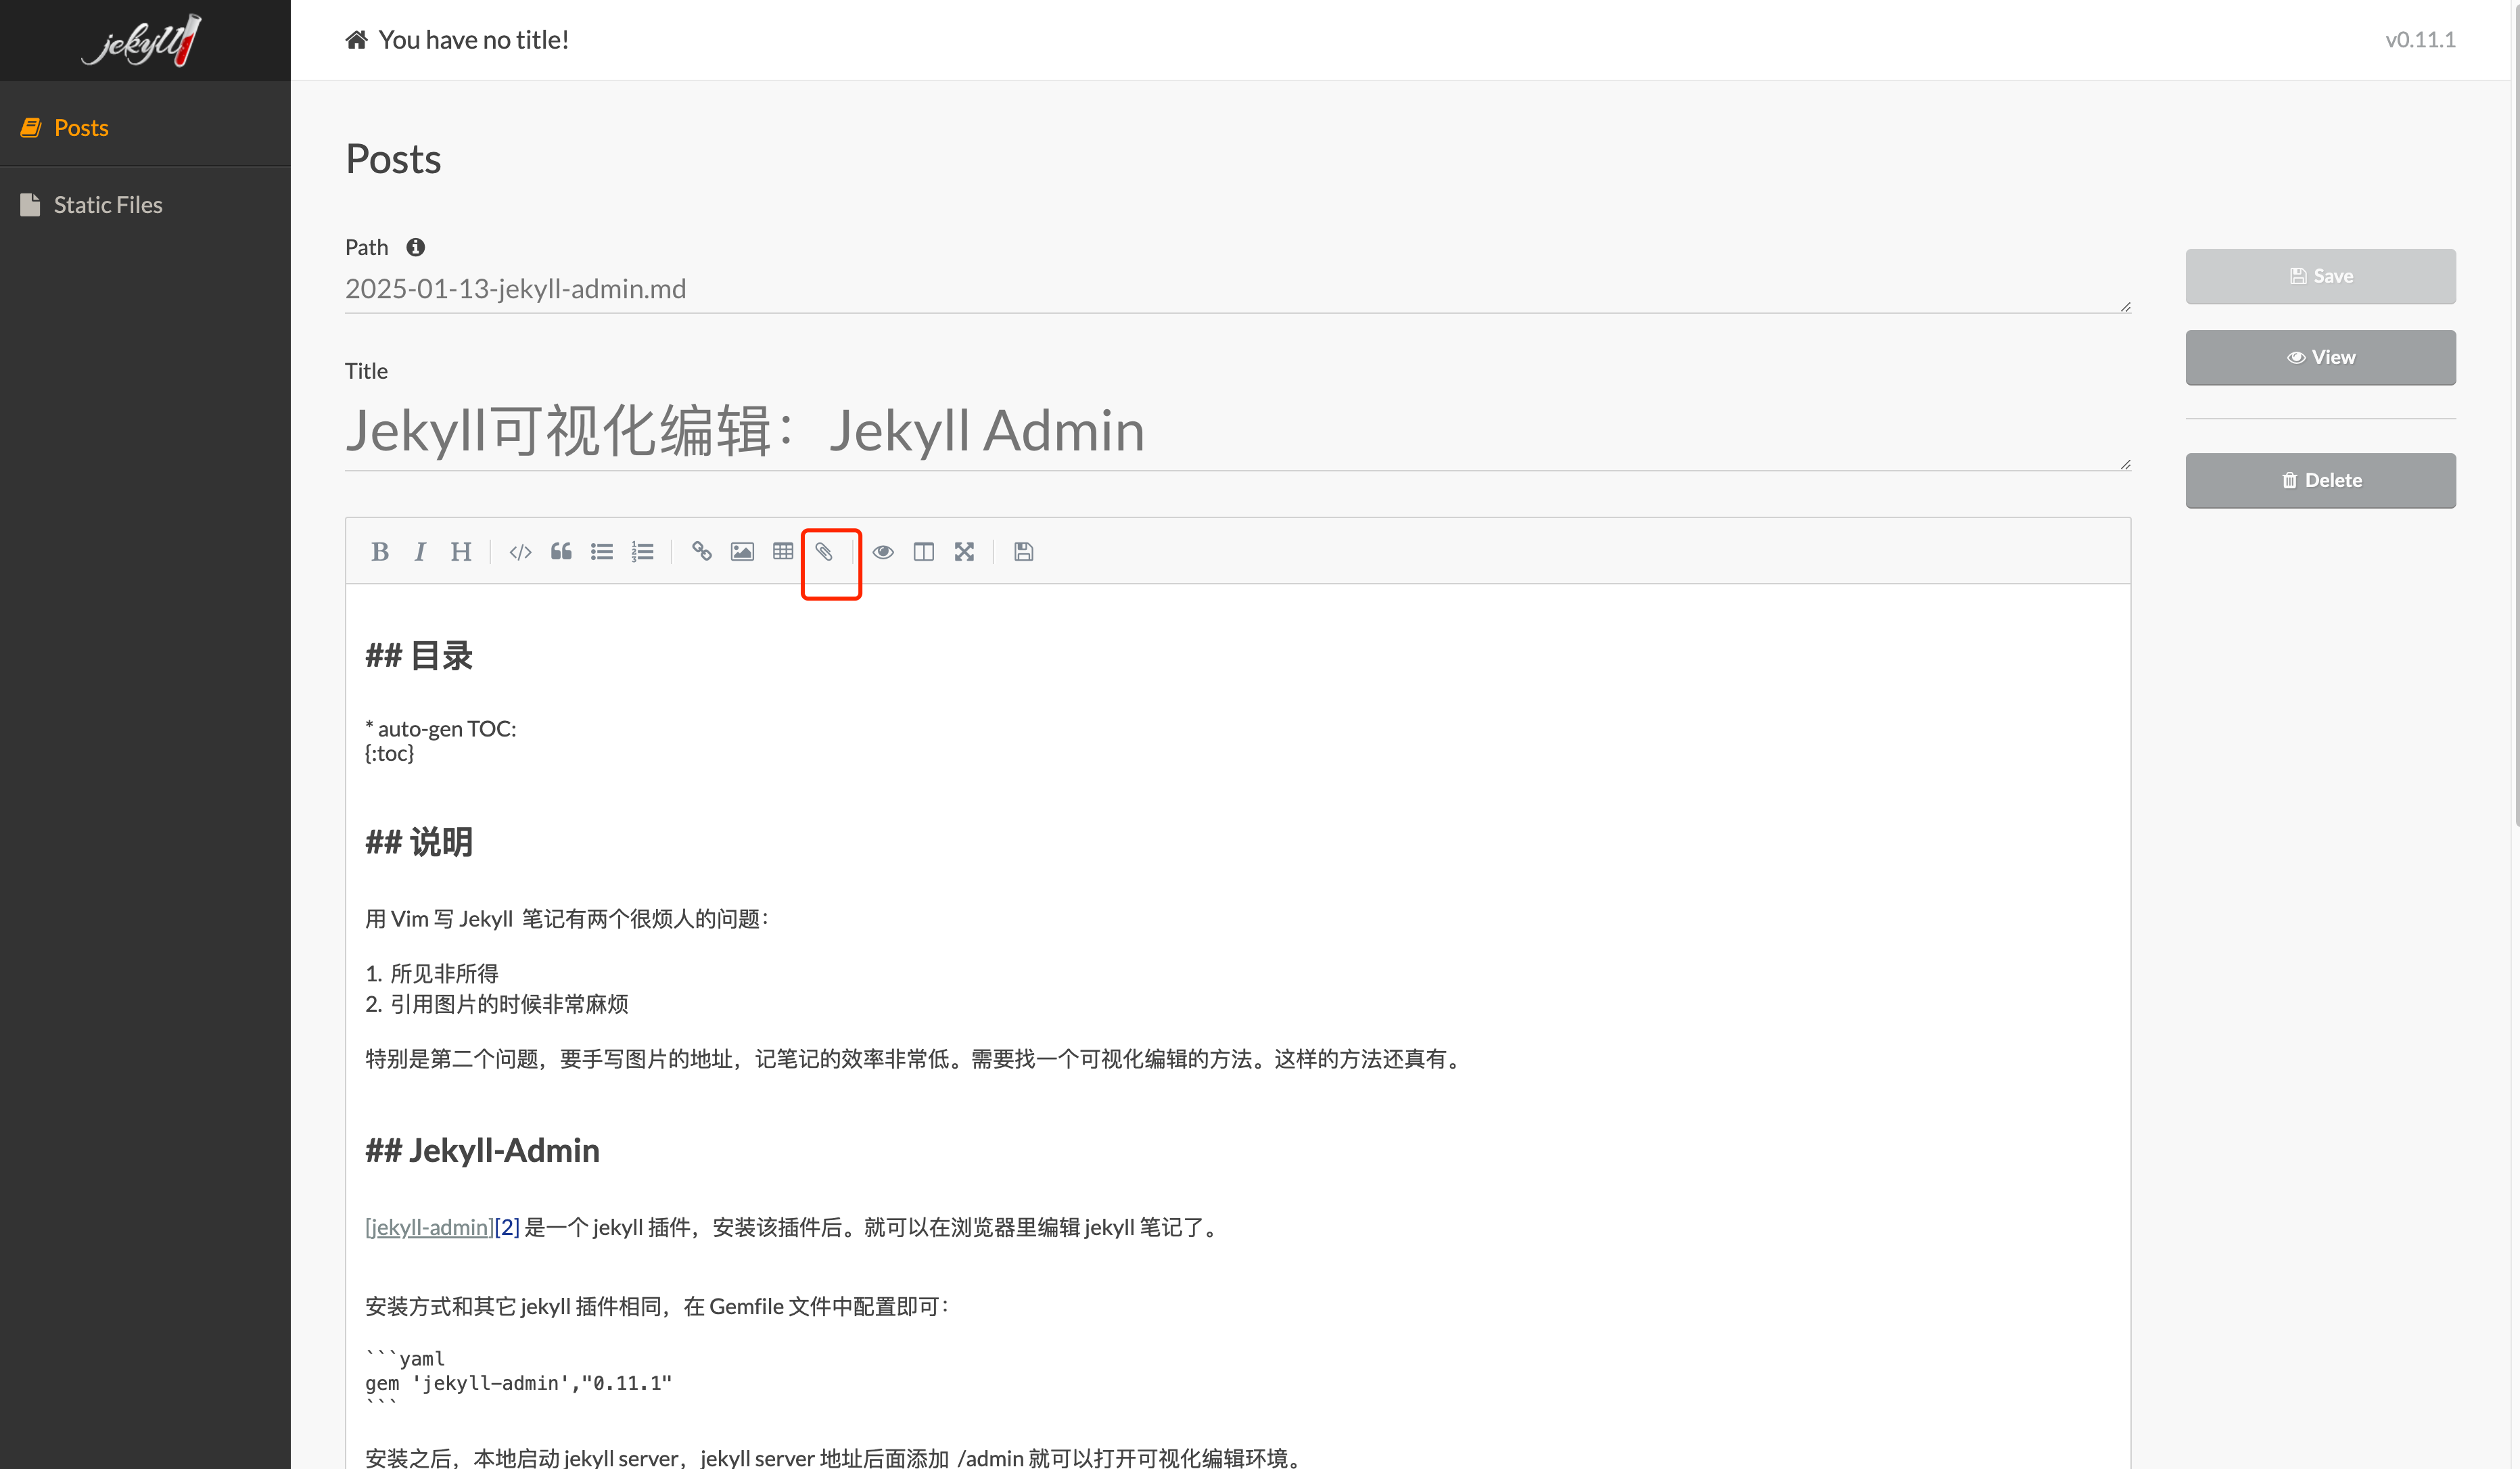 jekyll
You have no title!
v0.11.1
Posts
Static Files
Posts
Path
2025-01-13-jekyll-admin.md
Save
View
Title
Jekyll可视化编辑：Jekyll Admin
Delete
B I H
## 目录
* auto-gen TOC:
{:toc}
## 说明
用 Vim 写 Jekyll 笔记有两个很烦人的问题：
1. 所见非所得
2. 引用图片的时候非常麻烦
特别是第二个问题，要手写图片的地址，记笔记的效率非常低。需要找一个可视化编辑的方法。这样的方法还真有。
## Jekyll-Admin
[jekyll-admin][2] 是一个 jekyll 插件，安装该插件后。就可以在浏览器里编辑 jekyll 笔记了。
安装方式和其它 jekyll 插件相同，在 Gemfile 文件中配置即可：
```yaml
gem 'jekyll-admin',"0.11.1"
```
安装之后，本地启动 jekyll server，jekyll server 地址后面添加 /admin 就可以打开可视化编辑环境。